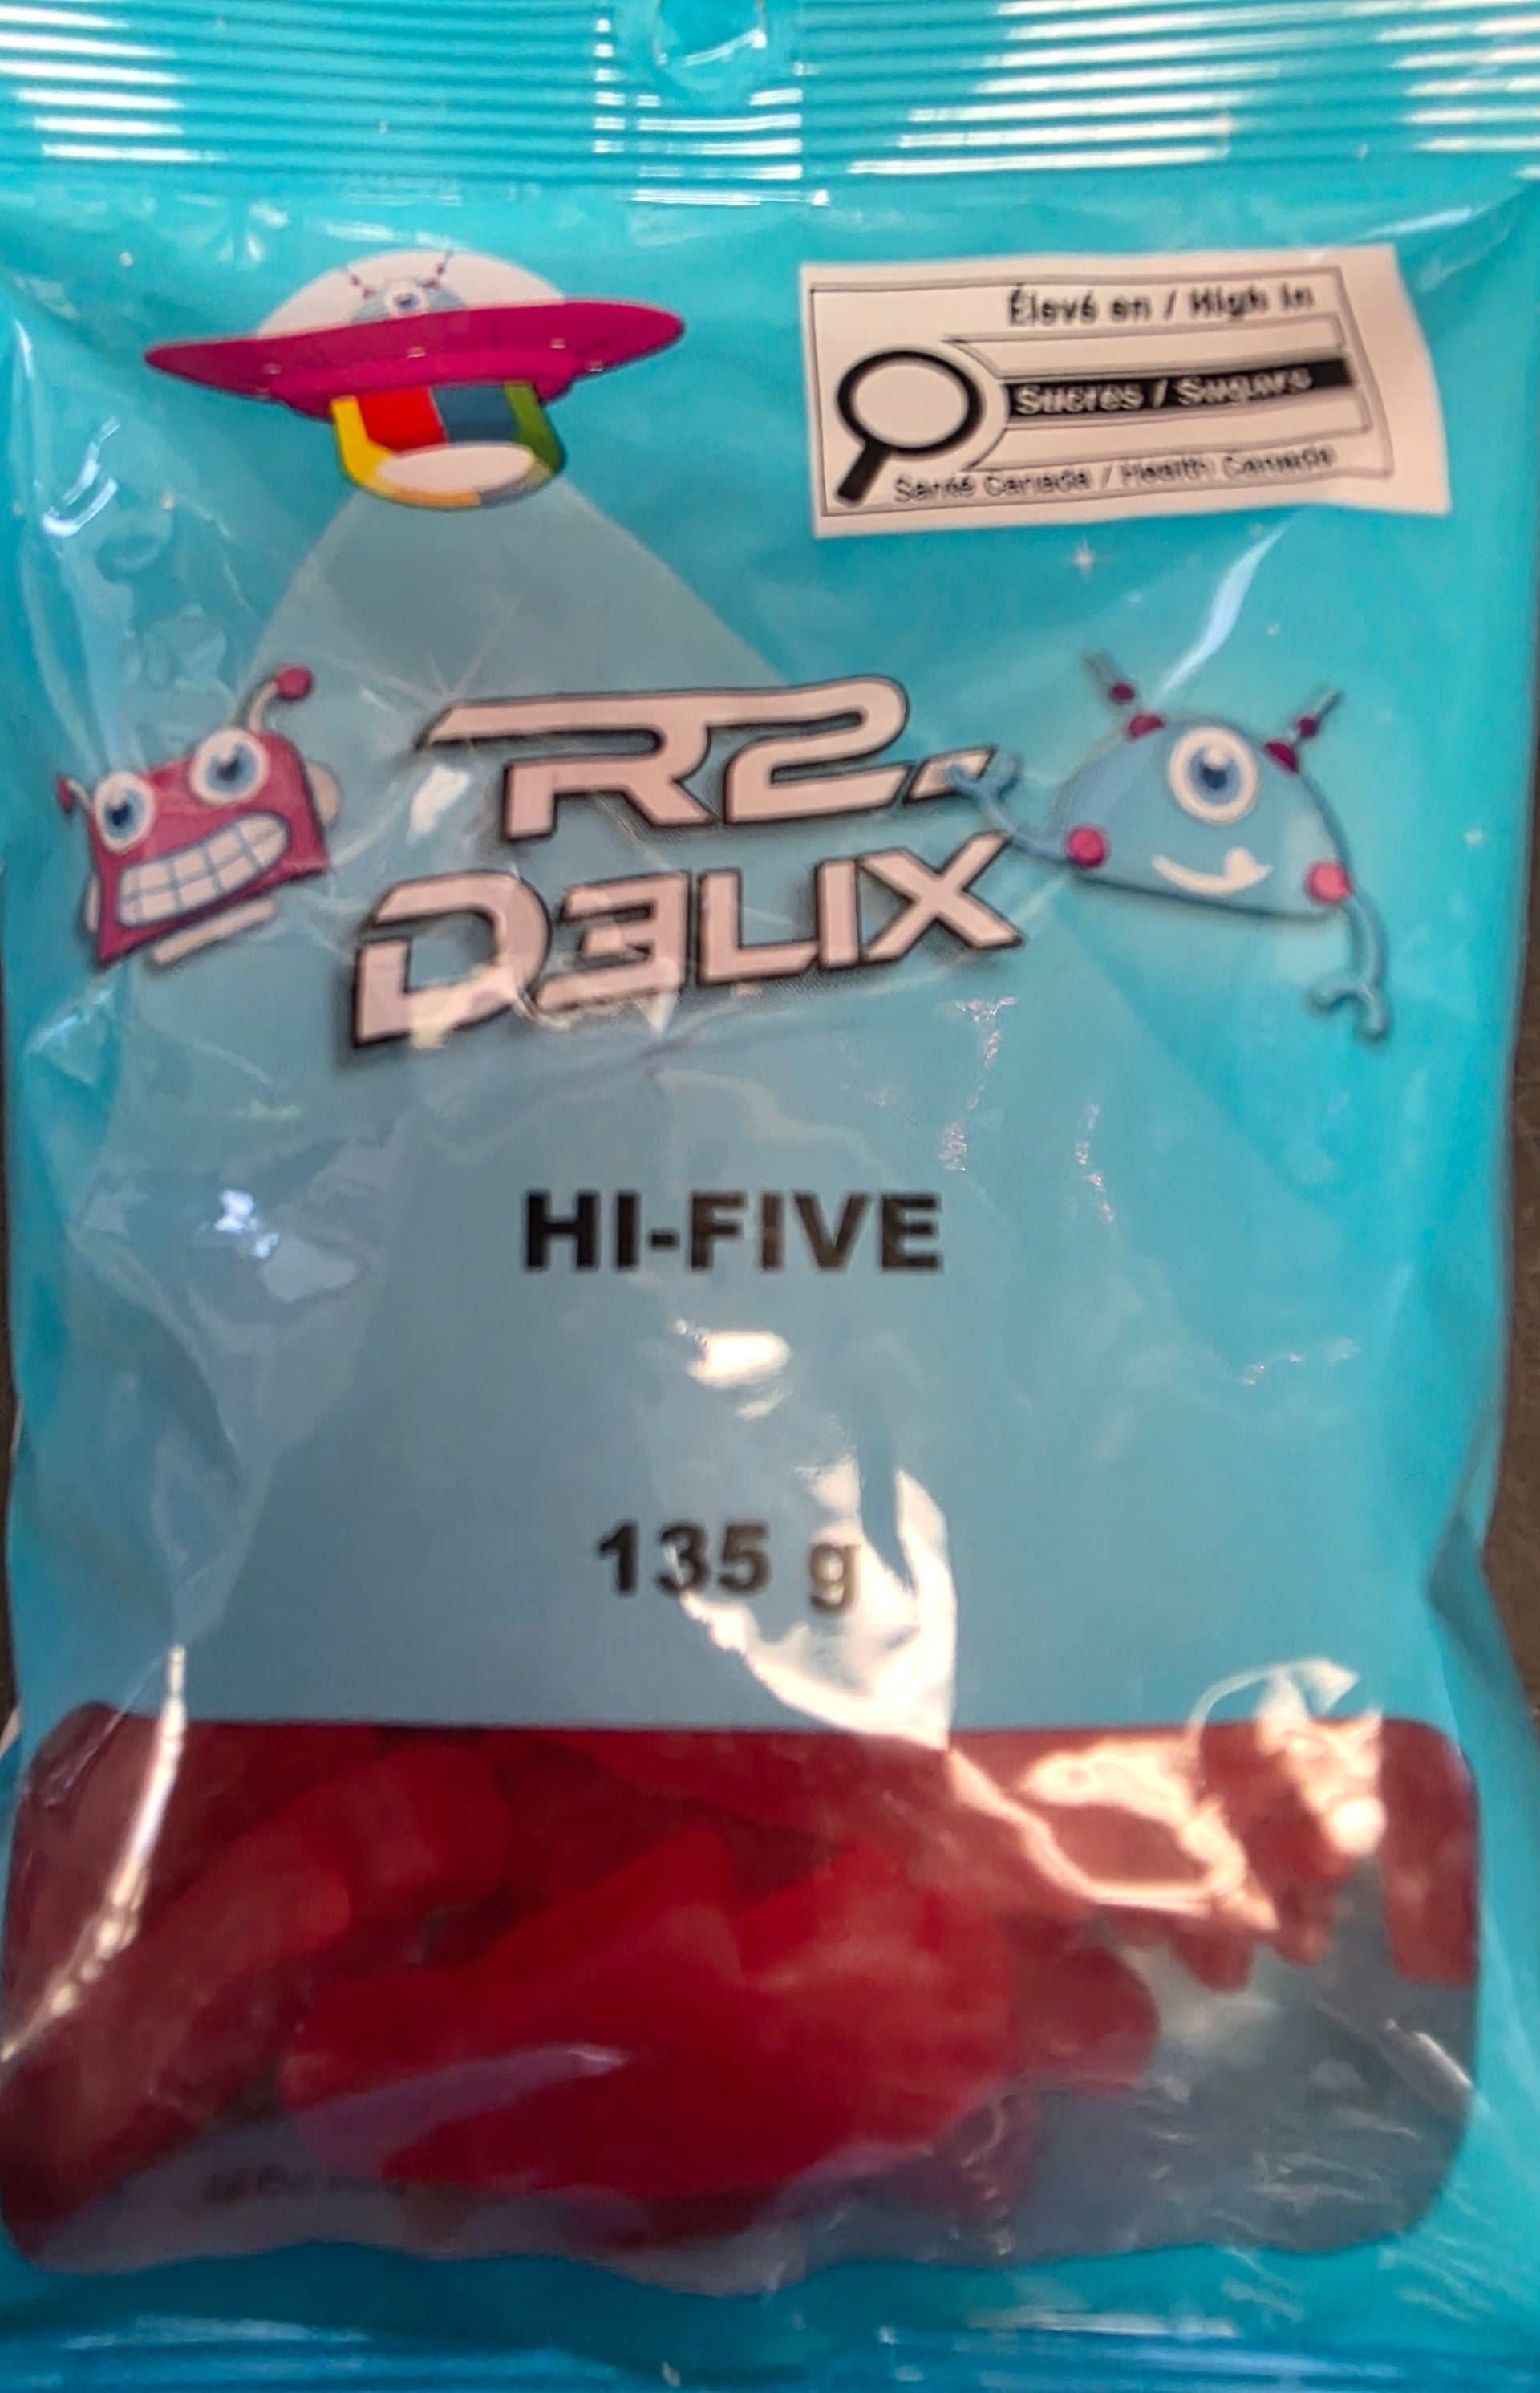 Élevé en / High in
Sucres / Sugars
Santé Canada / Health Canada
R2-
D3LIX
HI-FIVE
135 g